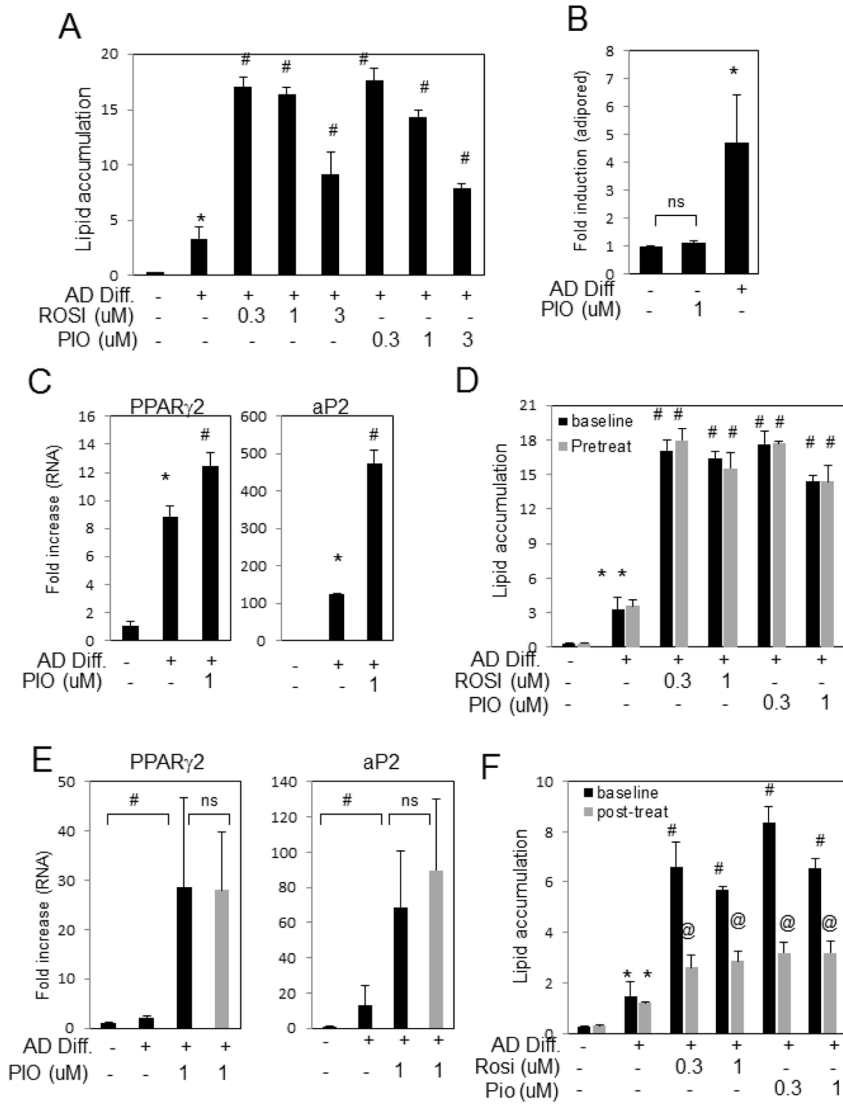 A
Lipid accumulation
20
15
10
5
0
*
#
#
#
#
#
#
AD Diff. - + + + + + + +
ROSI (uM) - - 0.3 1 3 - - -
PIO (uM) - - - - - 0.3 1 3
B
Fold induction (adipored)
8
7
6
5
4
3
2
1
0
ns
*
AD Diff - - +
PIO (uM) - 1 -
C
PPARγ2
aP2
Fold increase (RNA)
16
14
12
10
8
6
4
2
0
*
#
600
500
400
300
200
100
0
*
#
AD Diff. - + + - + +
PIO (uM) - - 1 - - 1
D
Lipid accumulation
21
18
15
12
9
6
3
0
baseline
Pretreat
* *
# #
# #
# #
# #
AD Diff. - + + + + +
ROSI (uM) - - 0.3 1 - -
PIO (uM) - - - - 0.3 1
E
PPARγ2
aP2
Fold increase (RNA)
50
40
30
20
10
0
#
ns
140
120
100
80
60
40
20
0
#
ns
AD Diff. - + + + - + + +
PIO (uM) - - 1 1 - - 1 1
F
Lipid accumulation
10
8
6
4
2
0
baseline
post-treat
* *
#
@
#
@
#
@
#
@
AD Diff. - + + + + +
Rosi (uM) - - 0.3 1 - -
Pio (uM) - - - - 0.3 1